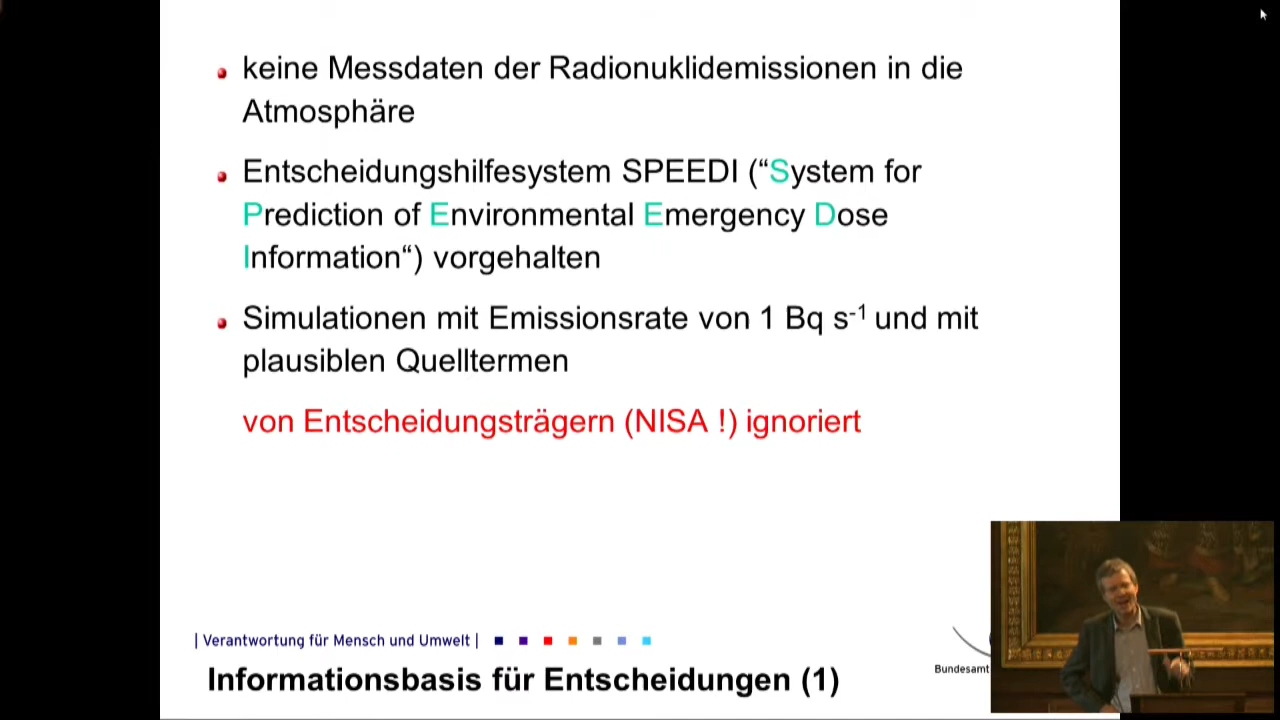 keine Messdaten der Radionuklidemissionen in die
Atmosphäre
Entscheidungshilfesystem SPEEDI (“System for
Prediction of Environmental Emergency Dose
Information“) vorgehalten
Simulationen mit Emissionsrate von 1 Bq s⁻¹ und mit
plausiblen Quelltermen
von Entscheidungsträgern (NISA !) ignoriert
| Verantwortung für Mensch und Umwelt |
Bundesamt
Informationsbasis für Entscheidungen (1)